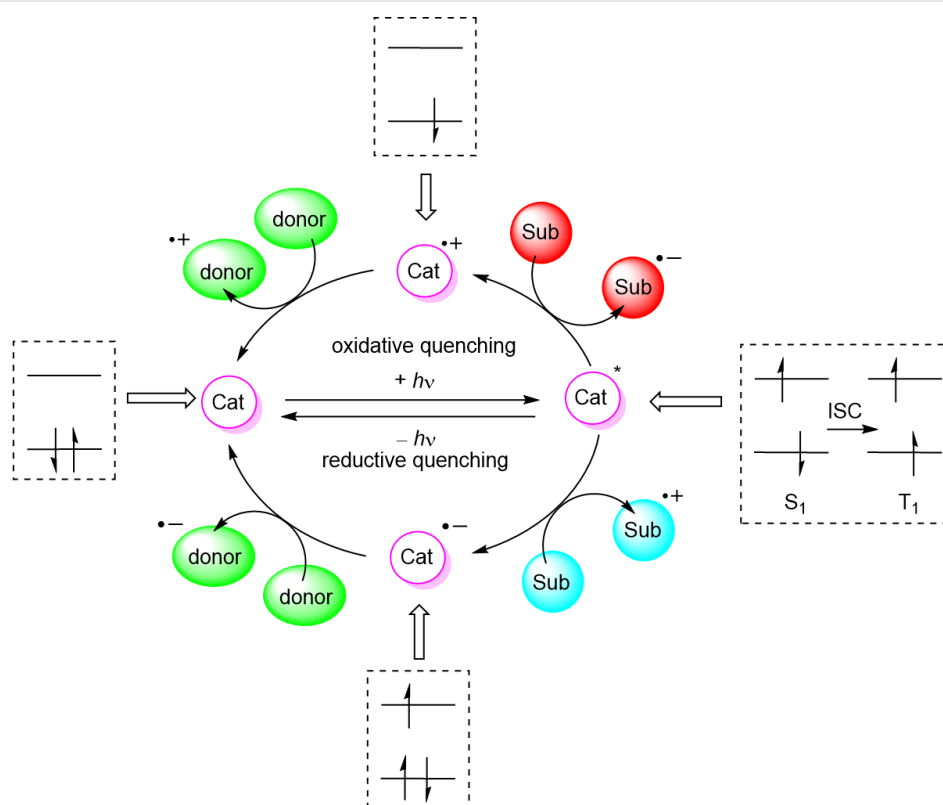 donor
•+
donor
Cat
•+
Sub
Sub
•−
oxidative quenching
+ hν
Cat
Cat
*
− hν
reductive quenching
ISC
S1
T1
•−
donor
donor
Cat
•−
Sub
Sub
•+